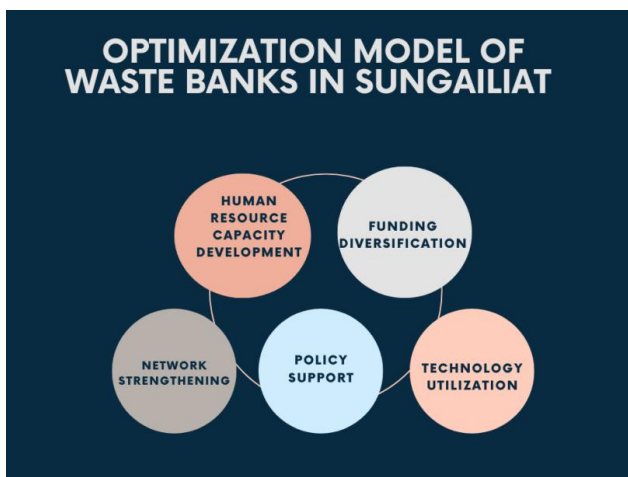 OPTIMIZATION MODEL OF
WASTE BANKS IN SUNGAILIAT
HUMAN
RESOURCE
CAPACITY
DEVELOPMENT
FUNDING
DIVERSIFICATION
NETWORK
STRENGTHENING
POLICY
SUPPORT
TECHNOLOGY
UTILIZATION